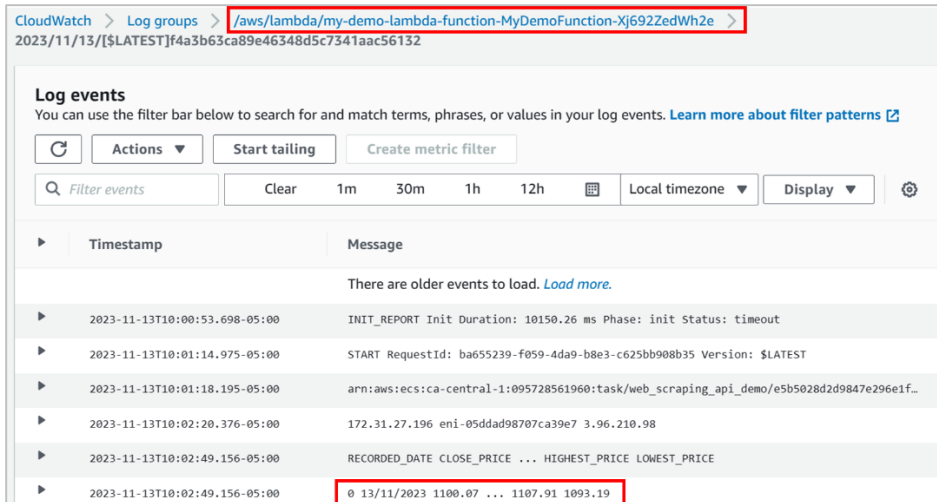 CloudWatch > Log groups > /aws/lambda/my-demo-lambda-function-MyDemoFunction-Xj692ZedWh2e >
2023/11/13/[$LATEST]f4a3b63ca89e46348d5c7341aac56132
Log events
You can use the filter bar below to search for and match terms, phrases, or values in your log events. Learn more about filter patterns
Actions Start tailing Create metric filter
Filter events Clear 1m 30m 1h 12h Local timezone Display
Timestamp Message
There are older events to load. Load more.
2023-11-13T10:00:53.698-05:00 INIT_REPORT Init Duration: 10150.26 ms Phase: init Status: timeout
2023-11-13T10:01:14.975-05:00 START RequestId: ba655239-f059-4da9-b8e3-c625bb908b35 Version: $LATEST
2023-11-13T10:01:18.195-05:00 arn:aws:ecs:ca-central-1:095728561960:task/web_scraping_api_demo/e5b5028d2d9847e296e1f…
2023-11-13T10:02:20.376-05:00 172.31.27.196 eni-05ddad98707ca39e7 3.96.210.98
2023-11-13T10:02:49.156-05:00 RECORDED_DATE CLOSE_PRICE ... HIGHEST_PRICE LOWEST_PRICE
2023-11-13T10:02:49.156-05:00 0 13/11/2023 1100.07 ... 1107.91 1093.19